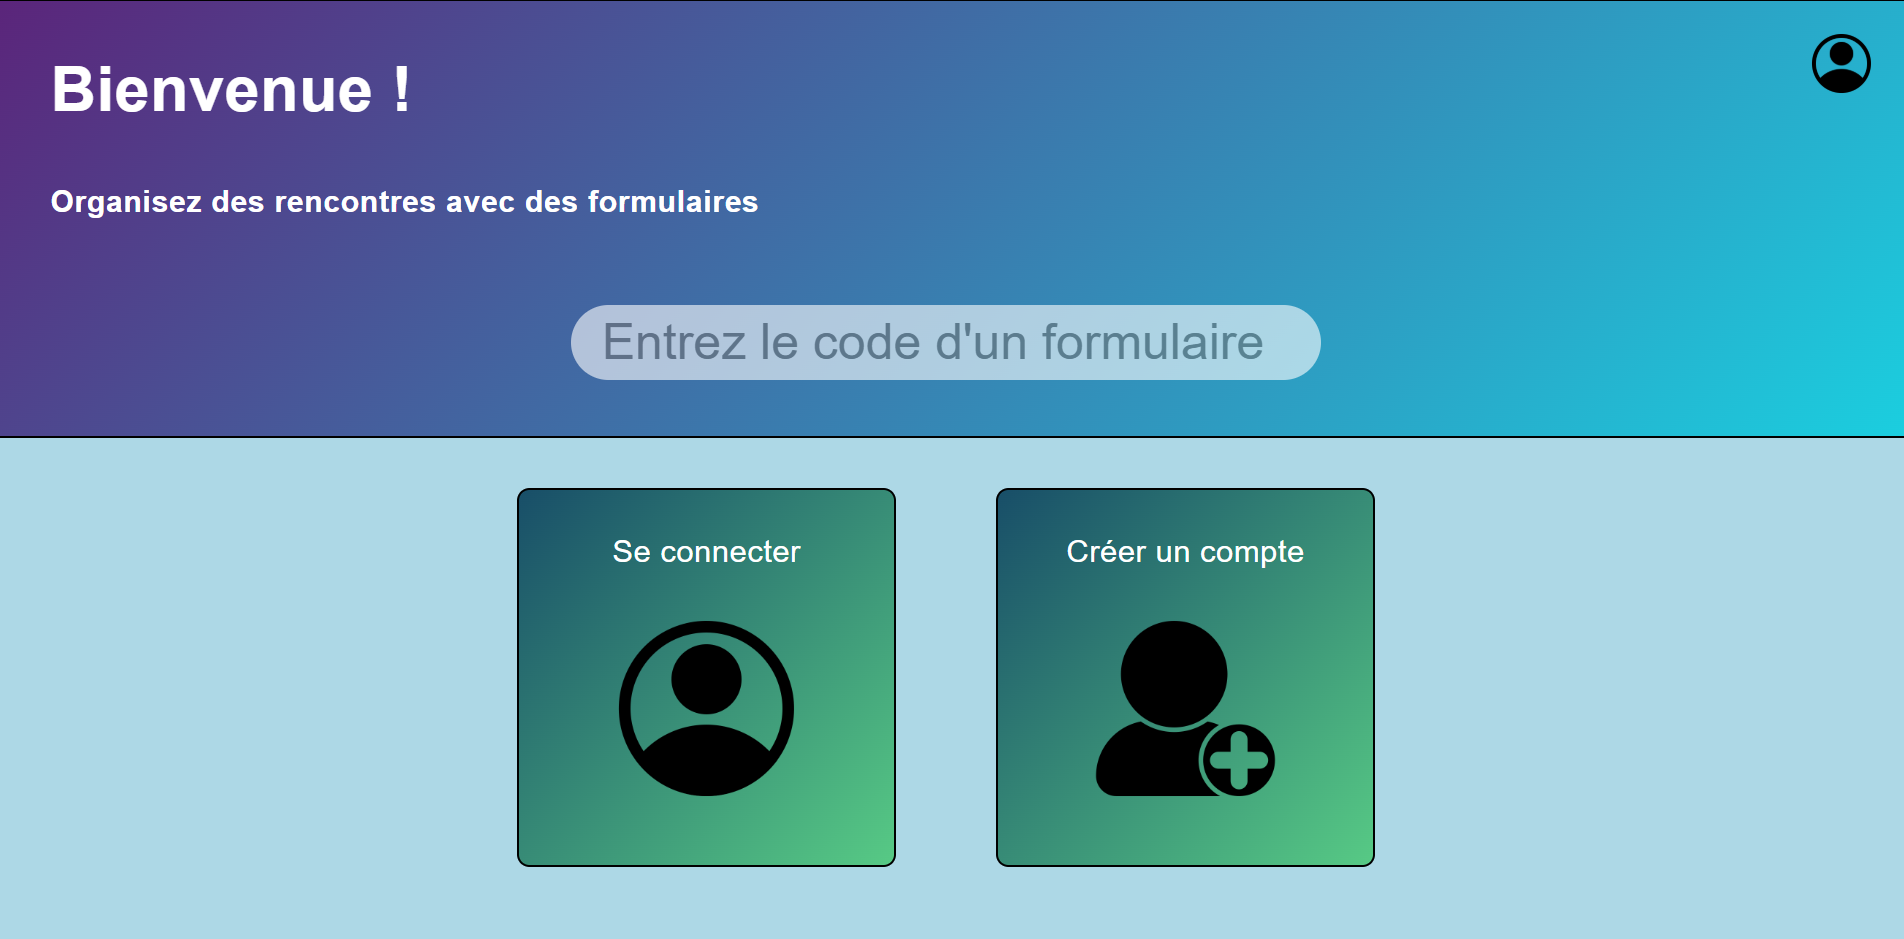 Bienvenue !
Organisez des rencontres avec des formulaires
Entrez le code d'un formulaire
Se connecter
Créer un compte